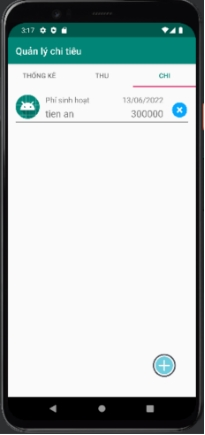 3:17
Quản lý chi tiêu
THỐNG KÊ THU CHI
Phí sinh hoạt 13/06/2022
tien an 300000